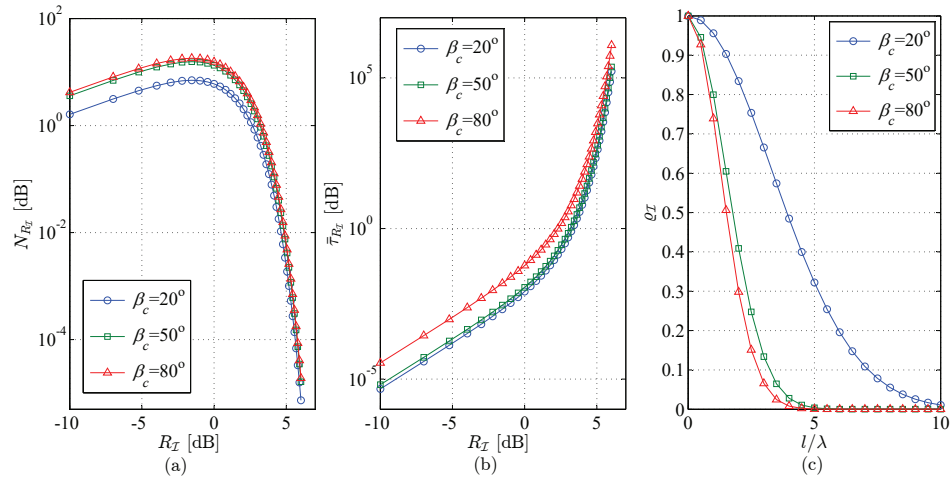 10^2
10^0
10^-2
10^-4
N_{R_I} [dB]
β_c=20°
β_c=50°
β_c=80°
-10 -5 0 5
R_I [dB]
(a)
10^5
10^0
10^-5
τ̄_{R_I} [dB]
β_c=20°
β_c=50°
β_c=80°
-10 -5 0 5
R_I [dB]
(b)
1
0.9
0.8
0.7
0.6
0.5
0.4
0.3
0.2
0.1
0
ϱ_I
β_c=20°
β_c=50°
β_c=80°
0 5 10
l/λ
(c)